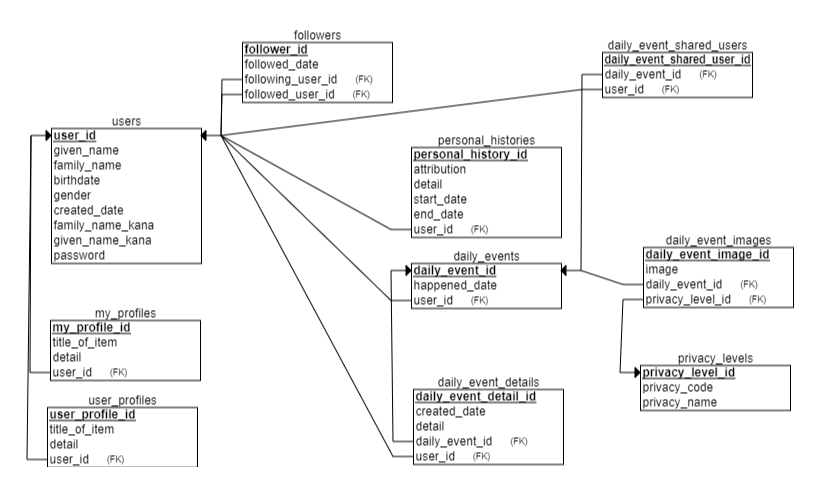 followers
follower_id
followed_date
following_user_id (FK)
followed_user_id (FK)
daily_event_shared_users
daily_event_shared_user_id
daily_event_id (FK)
user_id (FK)
users
user_id
given_name
family_name
birthdate
gender
created_date
family_name_kana
given_name_kana
password
personal_histories
personal_history_id
attribution
detail
start_date
end_date
user_id (FK)
daily_events
daily_event_id
happened_date
user_id (FK)
daily_event_images
daily_event_image_id
image
daily_event_id (FK)
privacy_level_id (FK)
my_profiles
my_profile_id
title_of_item
detail
user_id (FK)
privacy_levels
privacy_level_id
privacy_code
privacy_name
daily_event_details
daily_event_detail_id
created_date
detail
daily_event_id (FK)
user_id (FK)
user_profiles
user_profile_id
title_of_item
detail
user_id (FK)